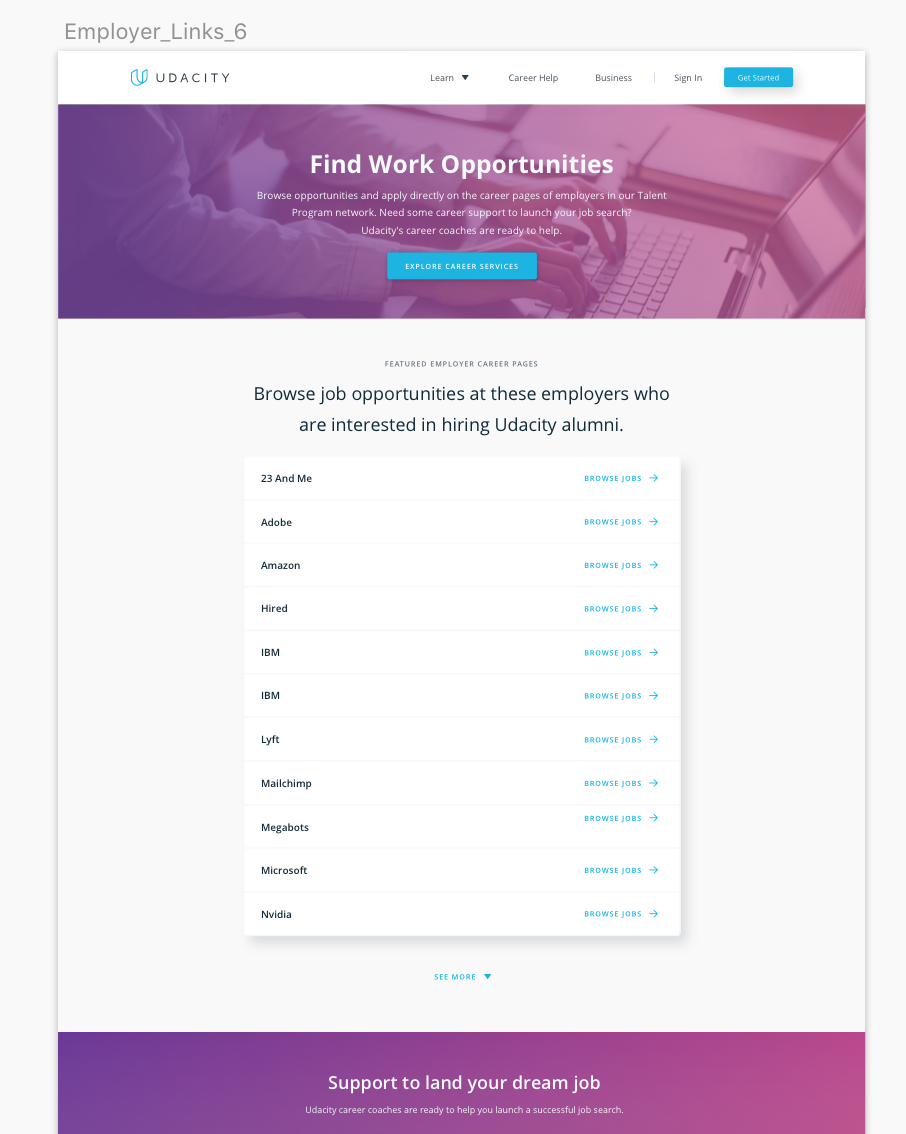 Employer_Links_6
UDACITY
Learn
Career Help
Business
Sign In
Get Started
Find Work Opportunities
Browse opportunities and apply directly on the career pages of employers in our Talent
Program network. Need some career support to launch your job search?
Udacity's career coaches are ready to help.
EXPLORE CAREER SERVICES
FEATURED EMPLOYER CAREER PAGES
Browse job opportunities at these employers who
are interested in hiring Udacity alumni.
23 And Me BROWSE JOBS
Adobe BROWSE JOBS
Amazon BROWSE JOBS
Hired BROWSE JOBS
IBM BROWSE JOBS
IBM BROWSE JOBS
Lyft BROWSE JOBS
Mailchimp BROWSE JOBS
Megabots BROWSE JOBS
Microsoft BROWSE JOBS
Nvidia BROWSE JOBS
SEE MORE
Support to land your dream job
Udacity career coaches are ready to help you launch a successful job search.